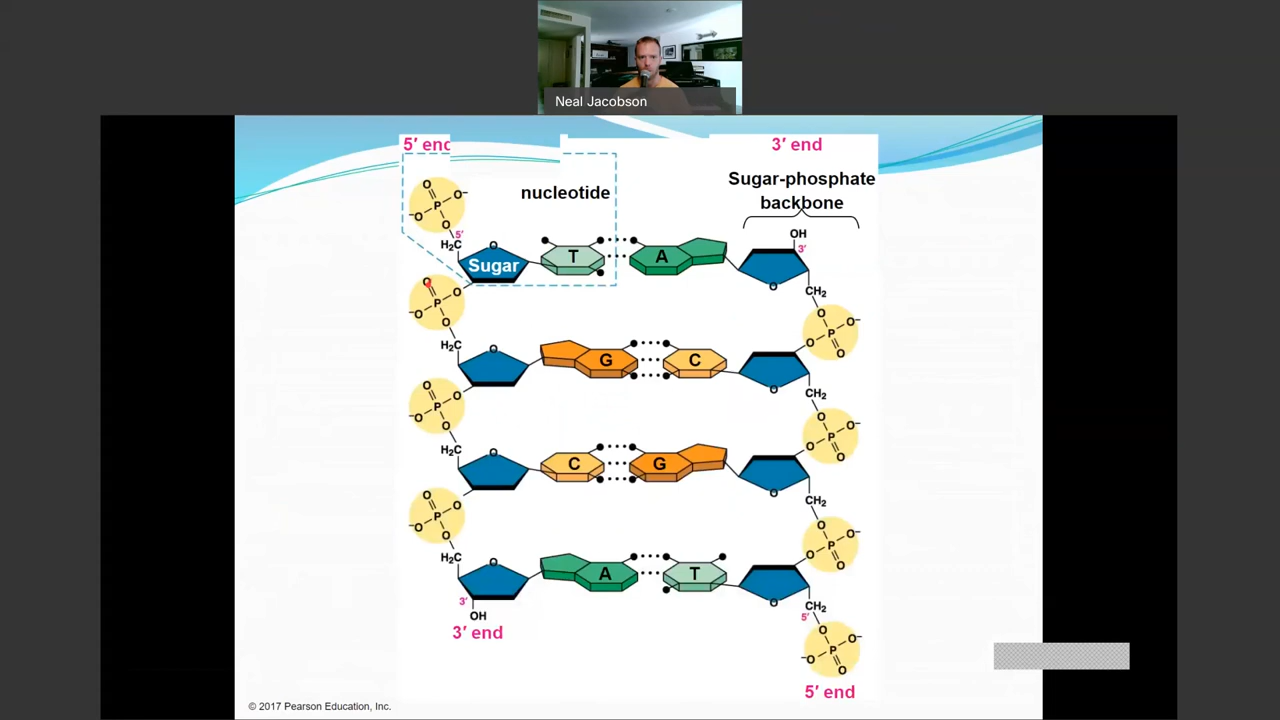 Neal Jacobson
5′ end
3′ end
Sugar-phosphate
backbone
nucleotide
O
O⁻
⁻O
P
O
5′
H₂C
O
Sugar
T
A
OH
3′
O
CH₂
O
P
O⁻
O
O
O
⁻O
P
O
O
H₂C
O
G
C
O
CH₂
O
P
O⁻
O
O
O
⁻O
P
O
O
H₂C
O
C
G
O
CH₂
O
P
O⁻
O
O
O
⁻O
P
O
O
H₂C
O
A
T
O
CH₂
3′
OH
3′ end
5′
O
O⁻
⁻O
P
O
5′ end
© 2017 Pearson Education, Inc.